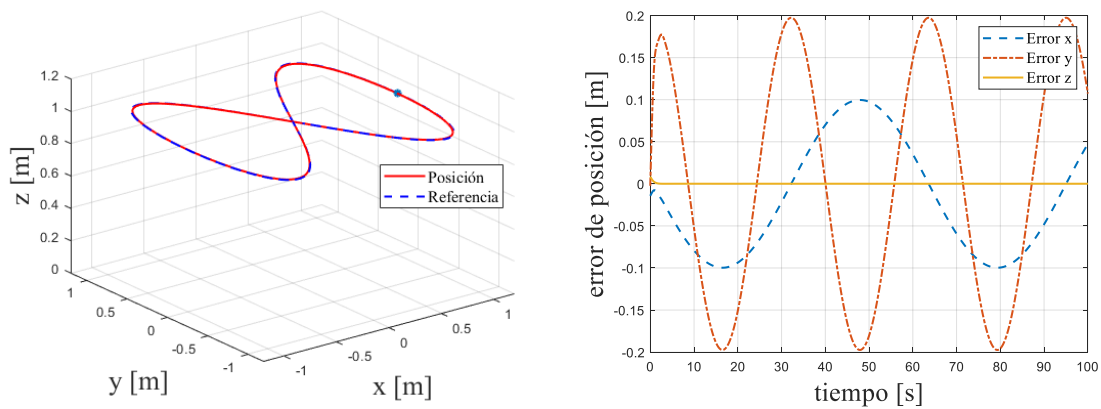 1.2
1
0.8
0.6
0.4
0.2
0
z [m]
1
0.5
0
-0.5
-1
y [m]
-1
-0.5
0
0.5
1
x [m]
Posición
Referencia
0.2
0.15
0.1
0.05
0
-0.05
-0.1
-0.15
-0.2
error de posición [m]
Error x
Error y
Error z
0 10 20 30 40 50 60 70 80 90 100
tiempo [s]